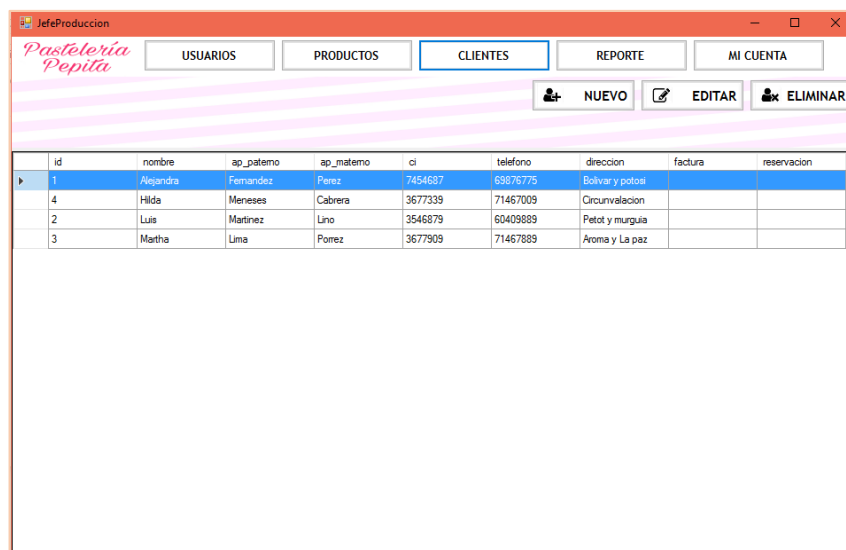 JefeProduccion
Pastelería
Pepita
USUARIOS PRODUCTOS CLIENTES REPORTE MI CUENTA
NUEVO EDITAR ELIMINAR
id nombre ap_paterno ap_materno ci telefono direccion factura reservacion
1 Alejandra Fernandez Perez 7454687 69876775 Bolivar y potosi
4 Hilda Meneses Cabrera 3677339 71467009 Circunvalacion
2 Luis Martinez Lino 3546879 60409889 Petot y murguia
3 Martha Lima Porrez 3677909 71467889 Aroma y La paz